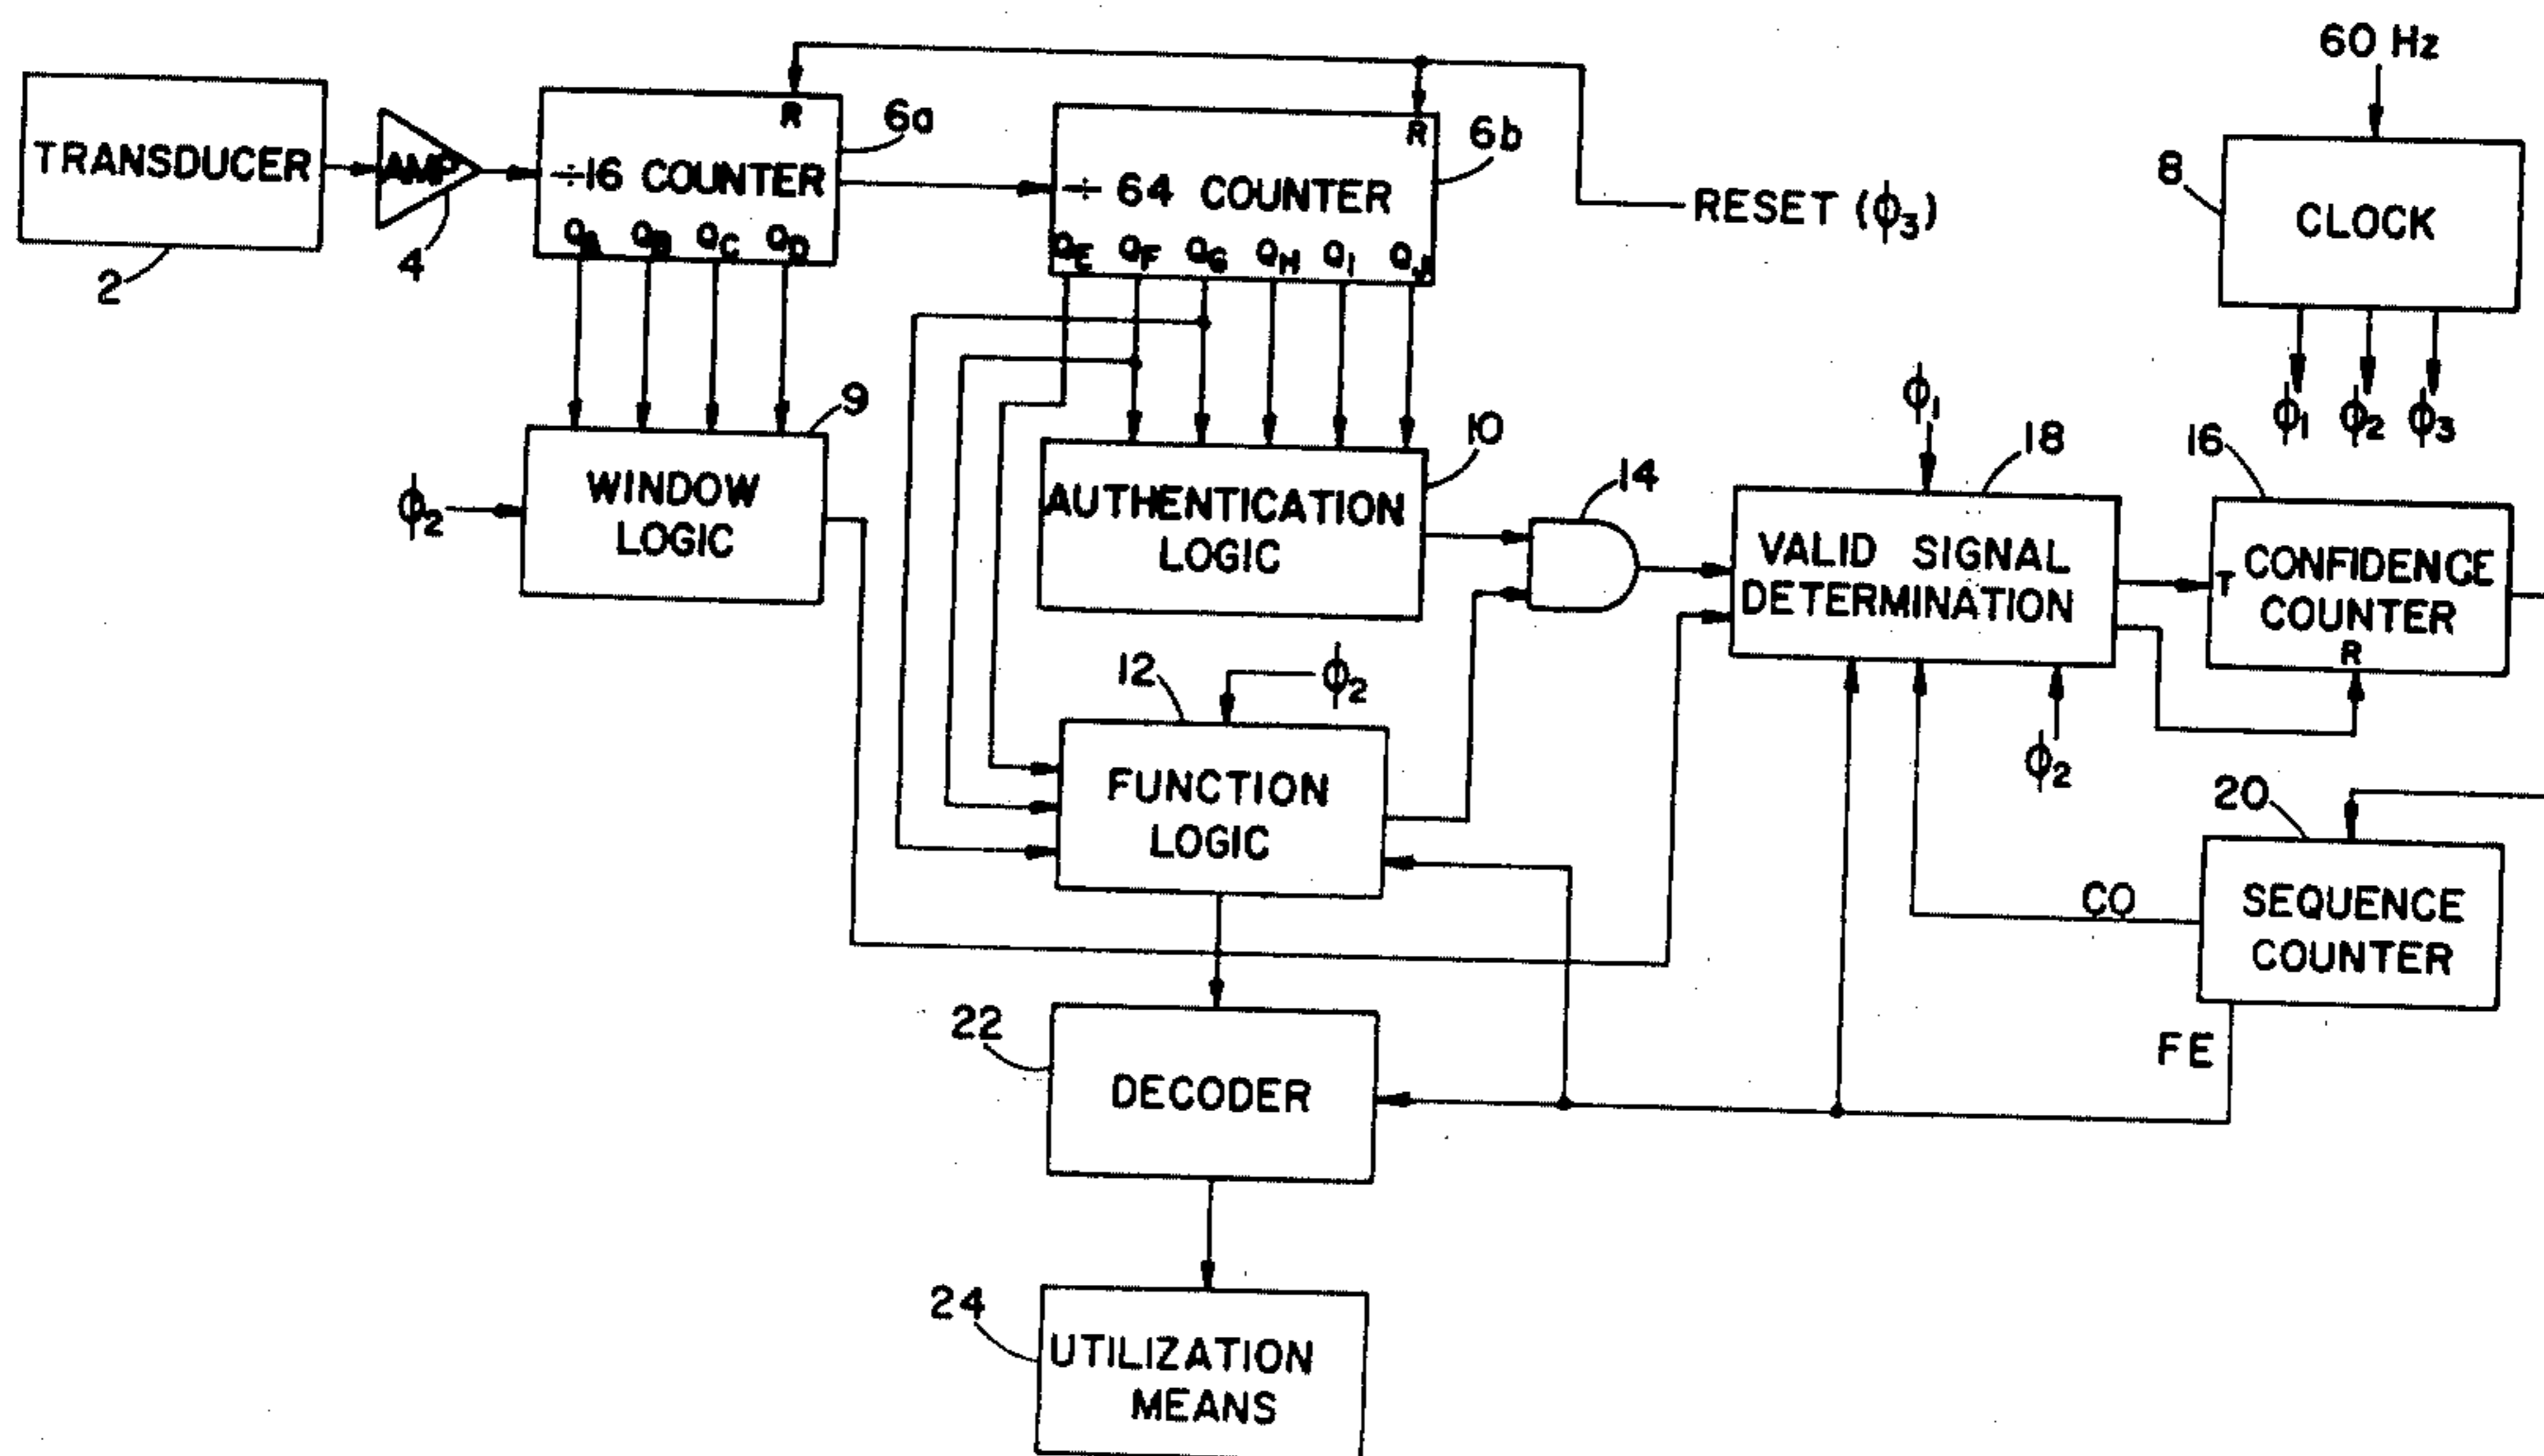 60 Hz
TRANSDUCER
AMP
R
÷16 COUNTER
QA QB QC QD
6a
R
÷ 64 COUNTER
QE QF QG QH QI QJ
6b
RESET (ϕ3)
8
CLOCK
ϕ1 ϕ2 ϕ3
2
4
9
ϕ2
WINDOW
LOGIC
10
AUTHENTICATION
LOGIC
14
ϕ1
18
VALID SIGNAL
DETERMINATION
ϕ2
16
T CONFIDENCE
COUNTER
R
12
ϕ2
FUNCTION
LOGIC
20
CO
SEQUENCE
COUNTER
FE
22
DECODER
24
UTILIZATION
MEANS